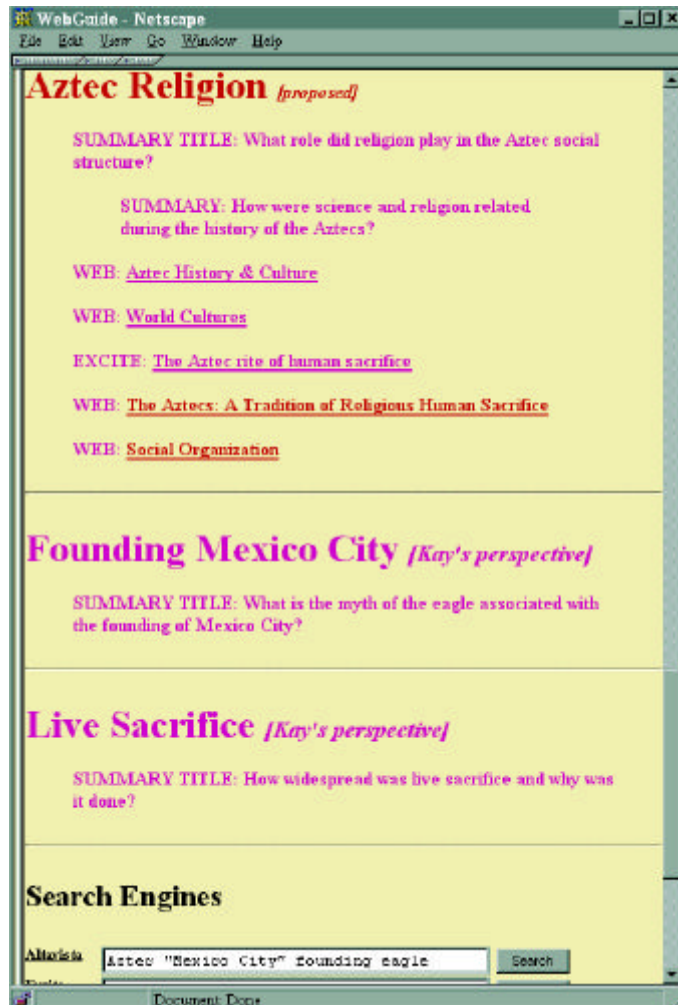 WebGuide - Netscape
File Edit View Go Window Help
Aztec Religion [proposed]
SUMMARY TITLE: What role did religion play in the Aztec social
structure?
SUMMARY: How were science and religion related
during the history of the Aztecs?
WEB: Aztec History & Culture
WEB: World Cultures
EXCITE: The Aztec rite of human sacrifice
WEB: The Aztecs: A Tradition of Religious Human Sacrifice
WEB: Social Organization
Founding Mexico City [Kay's perspective]
SUMMARY TITLE: What is the myth of the eagle associated with
the founding of Mexico City?
Live Sacrifice [Kay's perspective]
SUMMARY TITLE: How widespread was live sacrifice and why was
it done?
Search Engines
Altavista Aztec "Mexico City" founding eagle Search
Document: Done